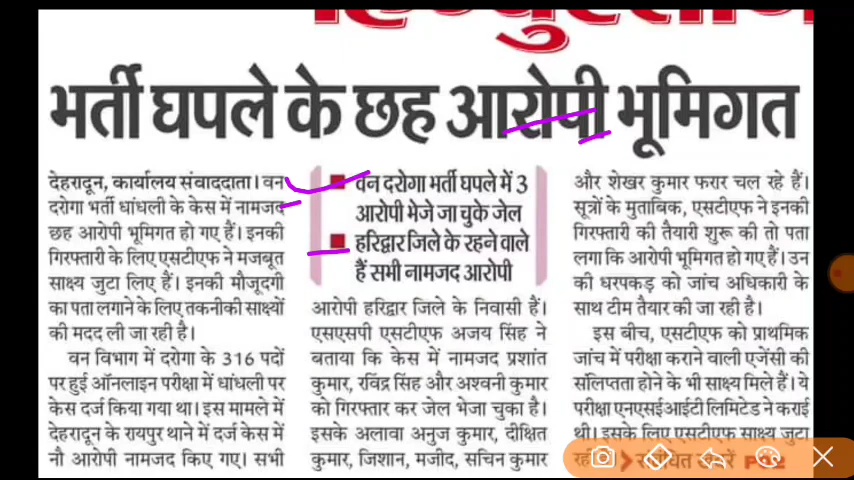 भर्ती घपले के छह आरोपी भूमिगत
देहरादून, कार्यालय संवाददाता। वन
दरोगा भर्ती धांधली के केस में नामजद
छह आरोपी भूमिगत हो गए हैं। इनकी
गिरफ्तारी के लिए एसटीएफ ने मजबूत
साक्ष्य जुटा लिए हैं। इनकी मौजूदगी
का पता लगाने के लिए तकनीकी साक्ष्यों
की मदद ली जा रही है।
वन विभाग में दरोगा के 316 पदों
पर हुई ऑनलाइन परीक्षा में धांधली पर
केस दर्ज किया गया था। इस मामले में
देहरादून के रायपुर थाने में दर्ज केस में
नौ आरोपी नामजद किए गए। सभी
वन दरोगा भर्ती घपले में 3
आरोपी भेजे जा चुके जेल
हरिद्वार जिले के रहने वाले
हैं सभी नामजद आरोपी
आरोपी हरिद्वार जिले के निवासी हैं।
एसएसपी एसटीएफ अजय सिंह ने
बताया कि केस में नामजद प्रशांत
कुमार, रविंद्र सिंह और अश्वनी कुमार
को गिरफ्तार कर जेल भेजा चुका है।
इसके अलावा अनुज कुमार, दीक्षित
कुमार, जिशान, मजीद, सचिन कुमार
और शेखर कुमार फरार चल रहे हैं।
सूत्रों के मुताबिक, एसटीएफ ने इनकी
गिरफ्तारी की तैयारी शुरू की तो पता
लगा कि आरोपी भूमिगत हो गए हैं। उन
की धरपकड़ को जांच अधिकारी के
साथ टीम तैयार की जा रही है।
इस बीच, एसटीएफ को प्राथमिक
जांच में परीक्षा कराने वाली एजेंसी की
संलिप्तता होने के भी साक्ष्य मिले हैं। ये
परीक्षा एनएसईआईटी लिमिटेड ने कराई
थी। इसके लिए एसटीएफ साक्ष्य जुटा